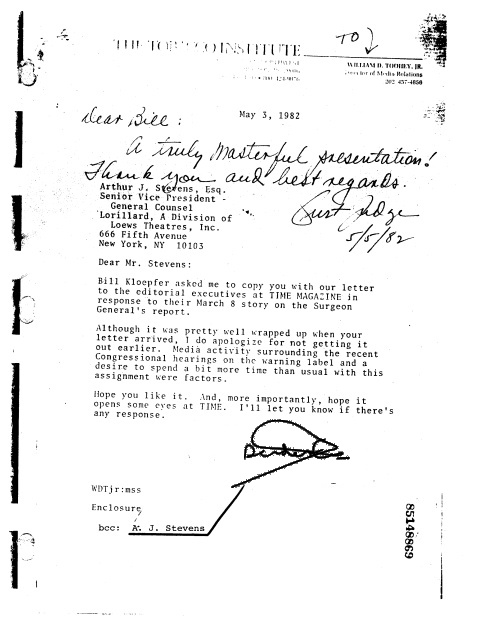 THE TOBACCO INSTITUTE
TO
WILLIAM D. TOOHEY, JR.
Director of Media Relations
202 457-4850
May 3, 1982
Dear Bill:
A truly Masterful presentation!
Thank you and best regards.
Curt Judge
5/5/82
Arthur J. Stevens, Esq.
Senior Vice President -
General Counsel
Lorillard, A Division of
Loews Theatres, Inc.
666 Fifth Avenue
New York, NY 10103
Dear Mr. Stevens:
Bill Kloepfer asked me to copy you with our letter
to the editorial executives at TIME MAGAZINE in
response to their March 8 story on the Surgeon
General's report.
Although it was pretty well wrapped up when your
letter arrived, I do apologize for not getting it
out earlier. Media activity surrounding the recent
Congressional hearings on the warning label and a
desire to spend a bit more time than usual with this
assignment were factors.
Hope you like it. And, more importantly, hope it
opens some eyes at TIME. I'll let you know if there's
any response.
WDTjr:mss
Enclosure
bcc: A. J. Stevens
85148869